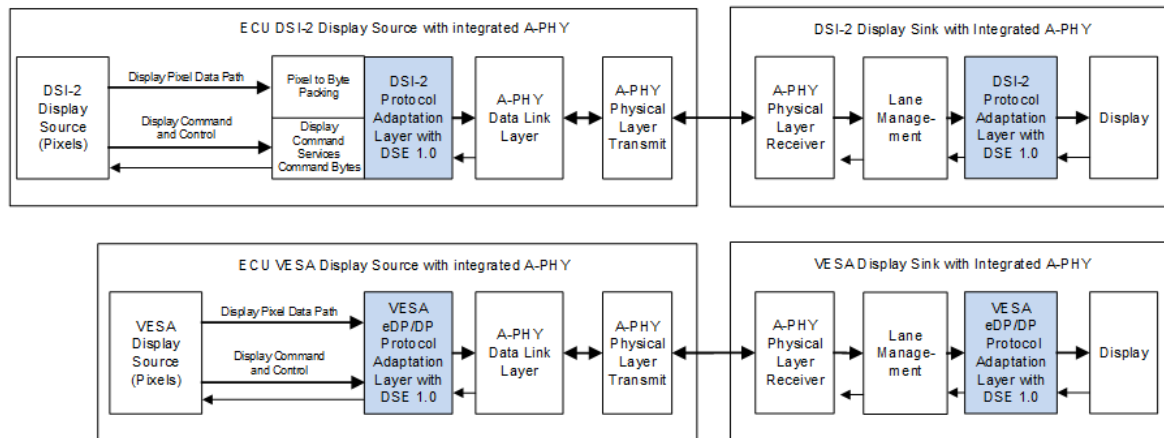 ECU DSI-2 Display Source with integrated A-PHY
DSI-2
Display
Source
(Pixels)
Display Pixel Data Path
Display Command
and Control
Pixel to Byte
Packing
Display
Command
Services
Command Bytes
DSI-2
Protocol
Adaptation
Layer with
DSE 1.0
A-PHY
Data Link
Layer
A-PHY
Physical
Layer
Transmit
DSI-2 Display Sink with Integrated A-PHY
A-PHY
Physical
Layer
Receiver
Lane
Manage-
ment
DSI-2
Protocol
Adaptation
Layer with
DSE 1.0
Display
ECU VESA Display Source with integrated A-PHY
VESA
Display
Source
(Pixels)
Display Pixel Data Path
Display Command
and Control
VESA
eDP/DP
Protocol
Adaptation
Layer with
DSE 1.0
A-PHY
Data Link
Layer
A-PHY
Physical
Layer
Transmit
VESA Display Sink with Integrated A-PHY
A-PHY
Physical
Layer
Receiver
Lane
Manage-
ment
VESA
eDP/DP
Protocol
Adaptation
Layer with
DSE 1.0
Display